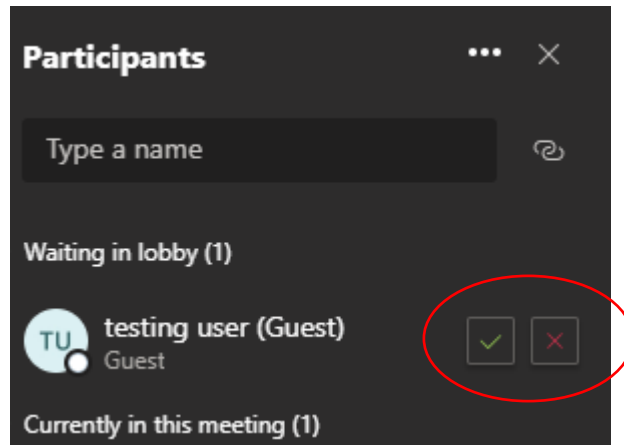 Participants
Type a name
Waiting in lobby (1)
TU
testing user (Guest)
Guest
Currently in this meeting (1)